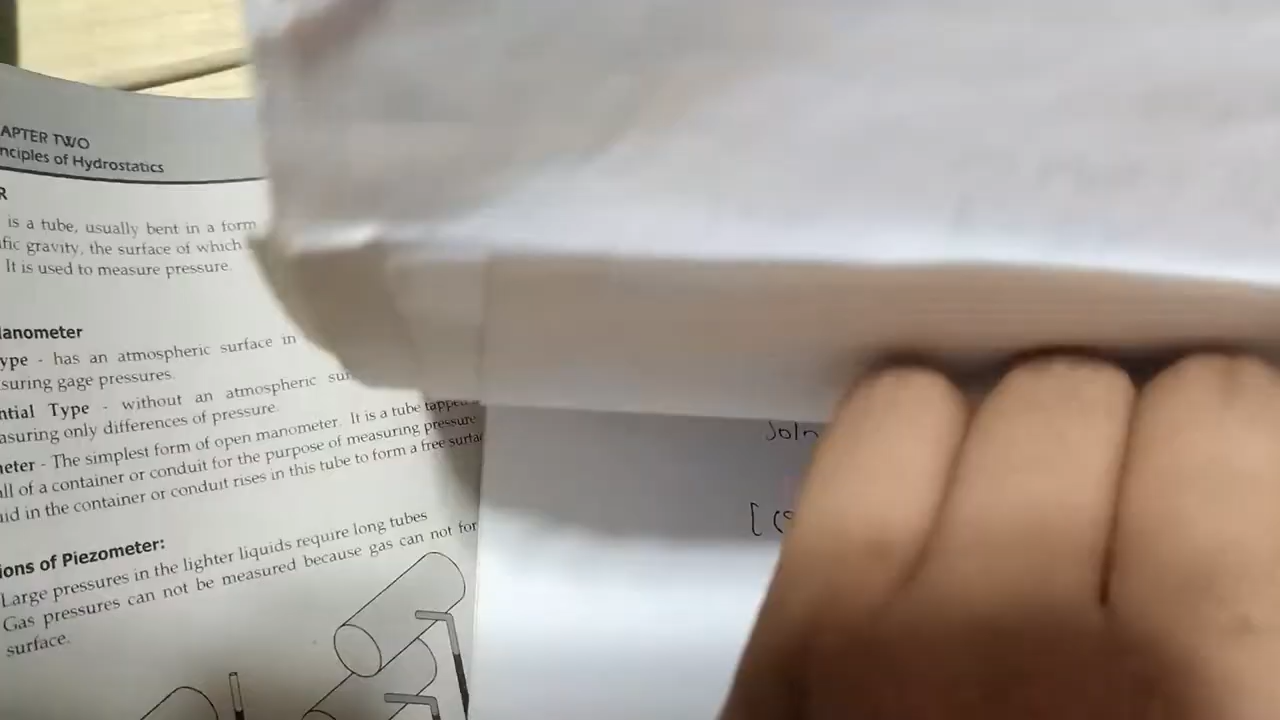 APTER TWO
nciples of Hydrostatics
R
is a tube, usually bent in a form
fic gravity, the surface of which
It is used to measure pressure.
anometer
ype - has an atmospheric surface in
suring gage pressures.
ntial Type - without an atmospheric sur
asuring only differences of pressure.
eter - The simplest form of open manometer. It is a tube tapped
all of a container or conduit for the purpose of measuring pressure
uid in the container or conduit rises in this tube to form a free surfa
ions of Piezometer:
Large pressures in the lighter liquids require long tubes
Gas pressures can not be measured because gas can not for
surface.
Soln